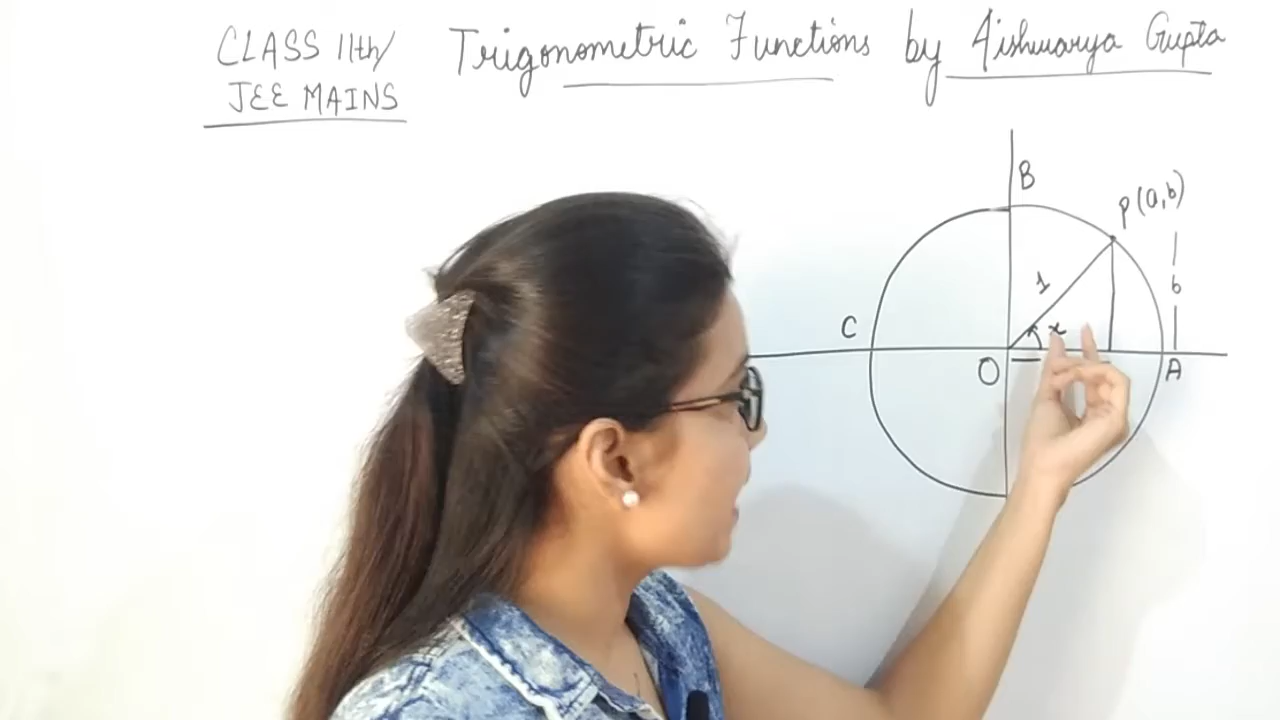 CLASS 11th/
JEE MAINS
Trigonometric Functions by Aishwarya Gupta
B
P(a,b)
1
b
C
x
O
A